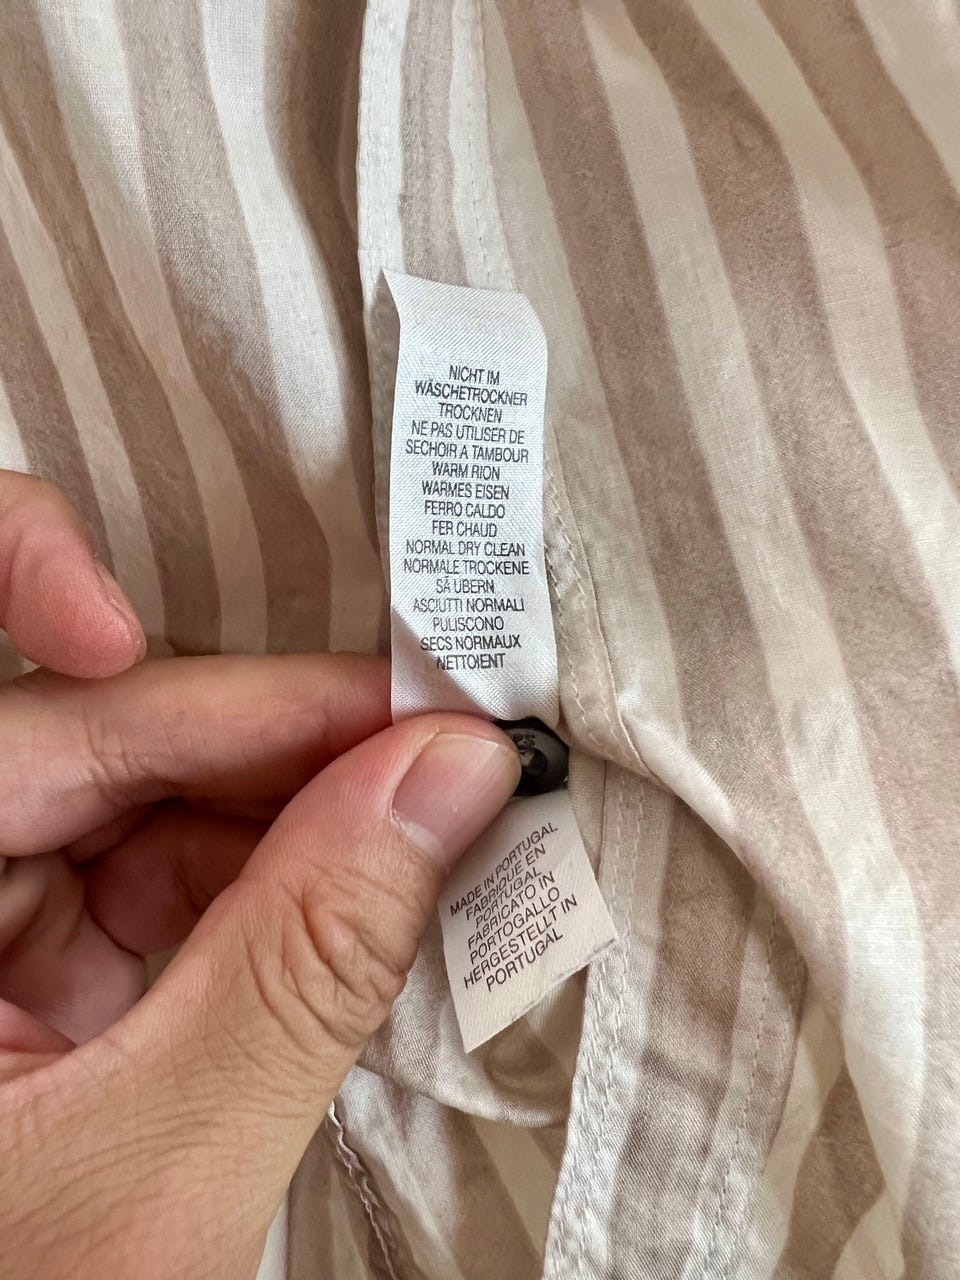 NICHT IM
WÄSCHETROCKNER
TROCKNEN
NE PAS UTILISER DE
SECHOIR A TAMBOUR
WARM RION
WARMES EISEN
FERRO CALDO
FER CHAUD
NORMAL DRY CLEAN
NORMALE TROCKENE
SÄ UBERN
ASCIUTTI NORMALI
PULISCONO
SECS NORMAUX
NETTOIENT
MADE IN PORTUGAL
FABRIQUE EN
PORTUGAL
FABRICATO IN
PORTOGALLO
HERGESTELLT IN
PORTUGAL